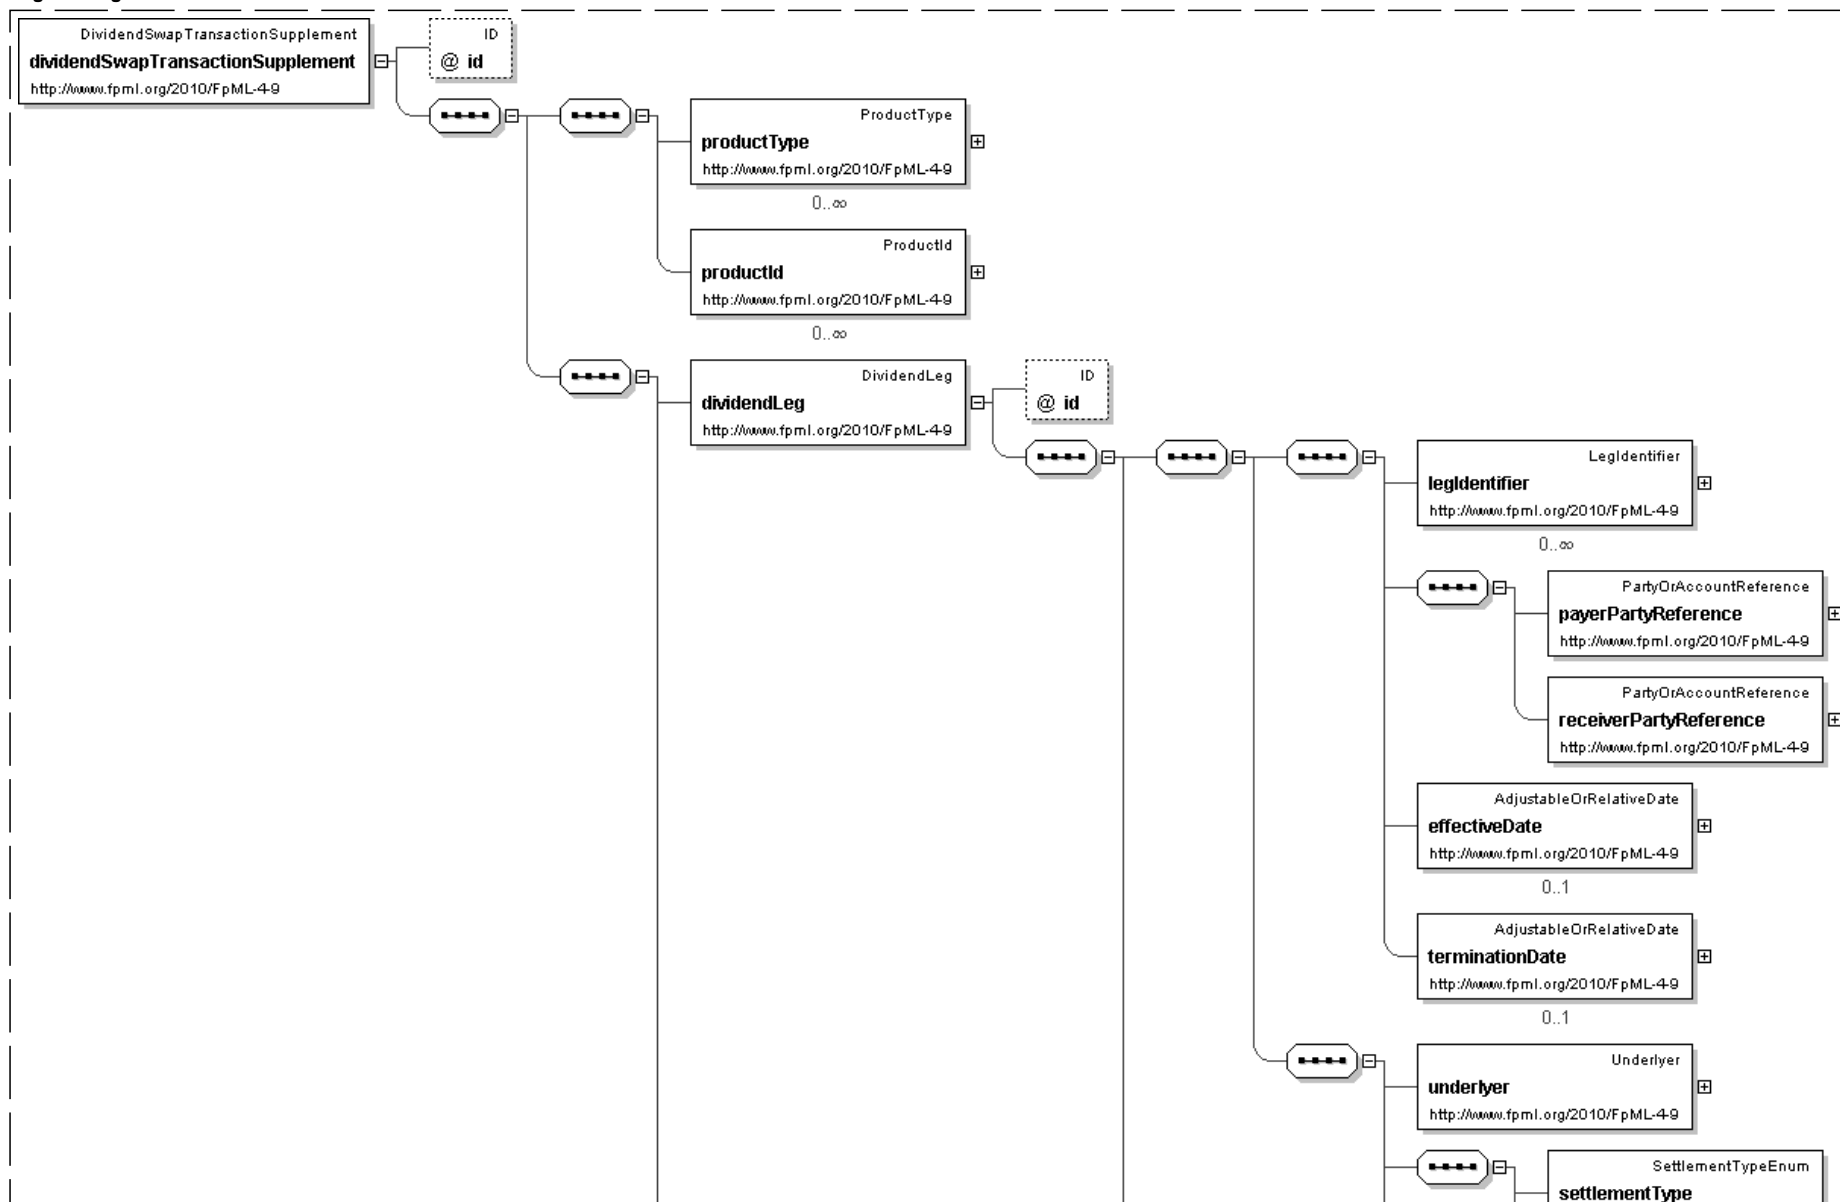 DividendSwapTransactionSupplement
dividendSwapTransactionSupplement
http://www.fpml.org/2010/FpML-4-9
ID
@ id
ProductType
productType
http://www.fpml.org/2010/FpML-4-9
0..∞
ProductId
productId
http://www.fpml.org/2010/FpML-4-9
0..∞
DividendLeg
dividendLeg
http://www.fpml.org/2010/FpML-4-9
ID
@ id
LegIdentifier
legIdentifier
http://www.fpml.org/2010/FpML-4-9
0..∞
PartyOrAccountReference
payerPartyReference
http://www.fpml.org/2010/FpML-4-9
PartyOrAccountReference
receiverPartyReference
http://www.fpml.org/2010/FpML-4-9
AdjustableOrRelativeDate
effectiveDate
http://www.fpml.org/2010/FpML-4-9
0..1
AdjustableOrRelativeDate
terminationDate
http://www.fpml.org/2010/FpML-4-9
0..1
Underlyer
underlyer
http://www.fpml.org/2010/FpML-4-9
SettlementTypeEnum
settlementType